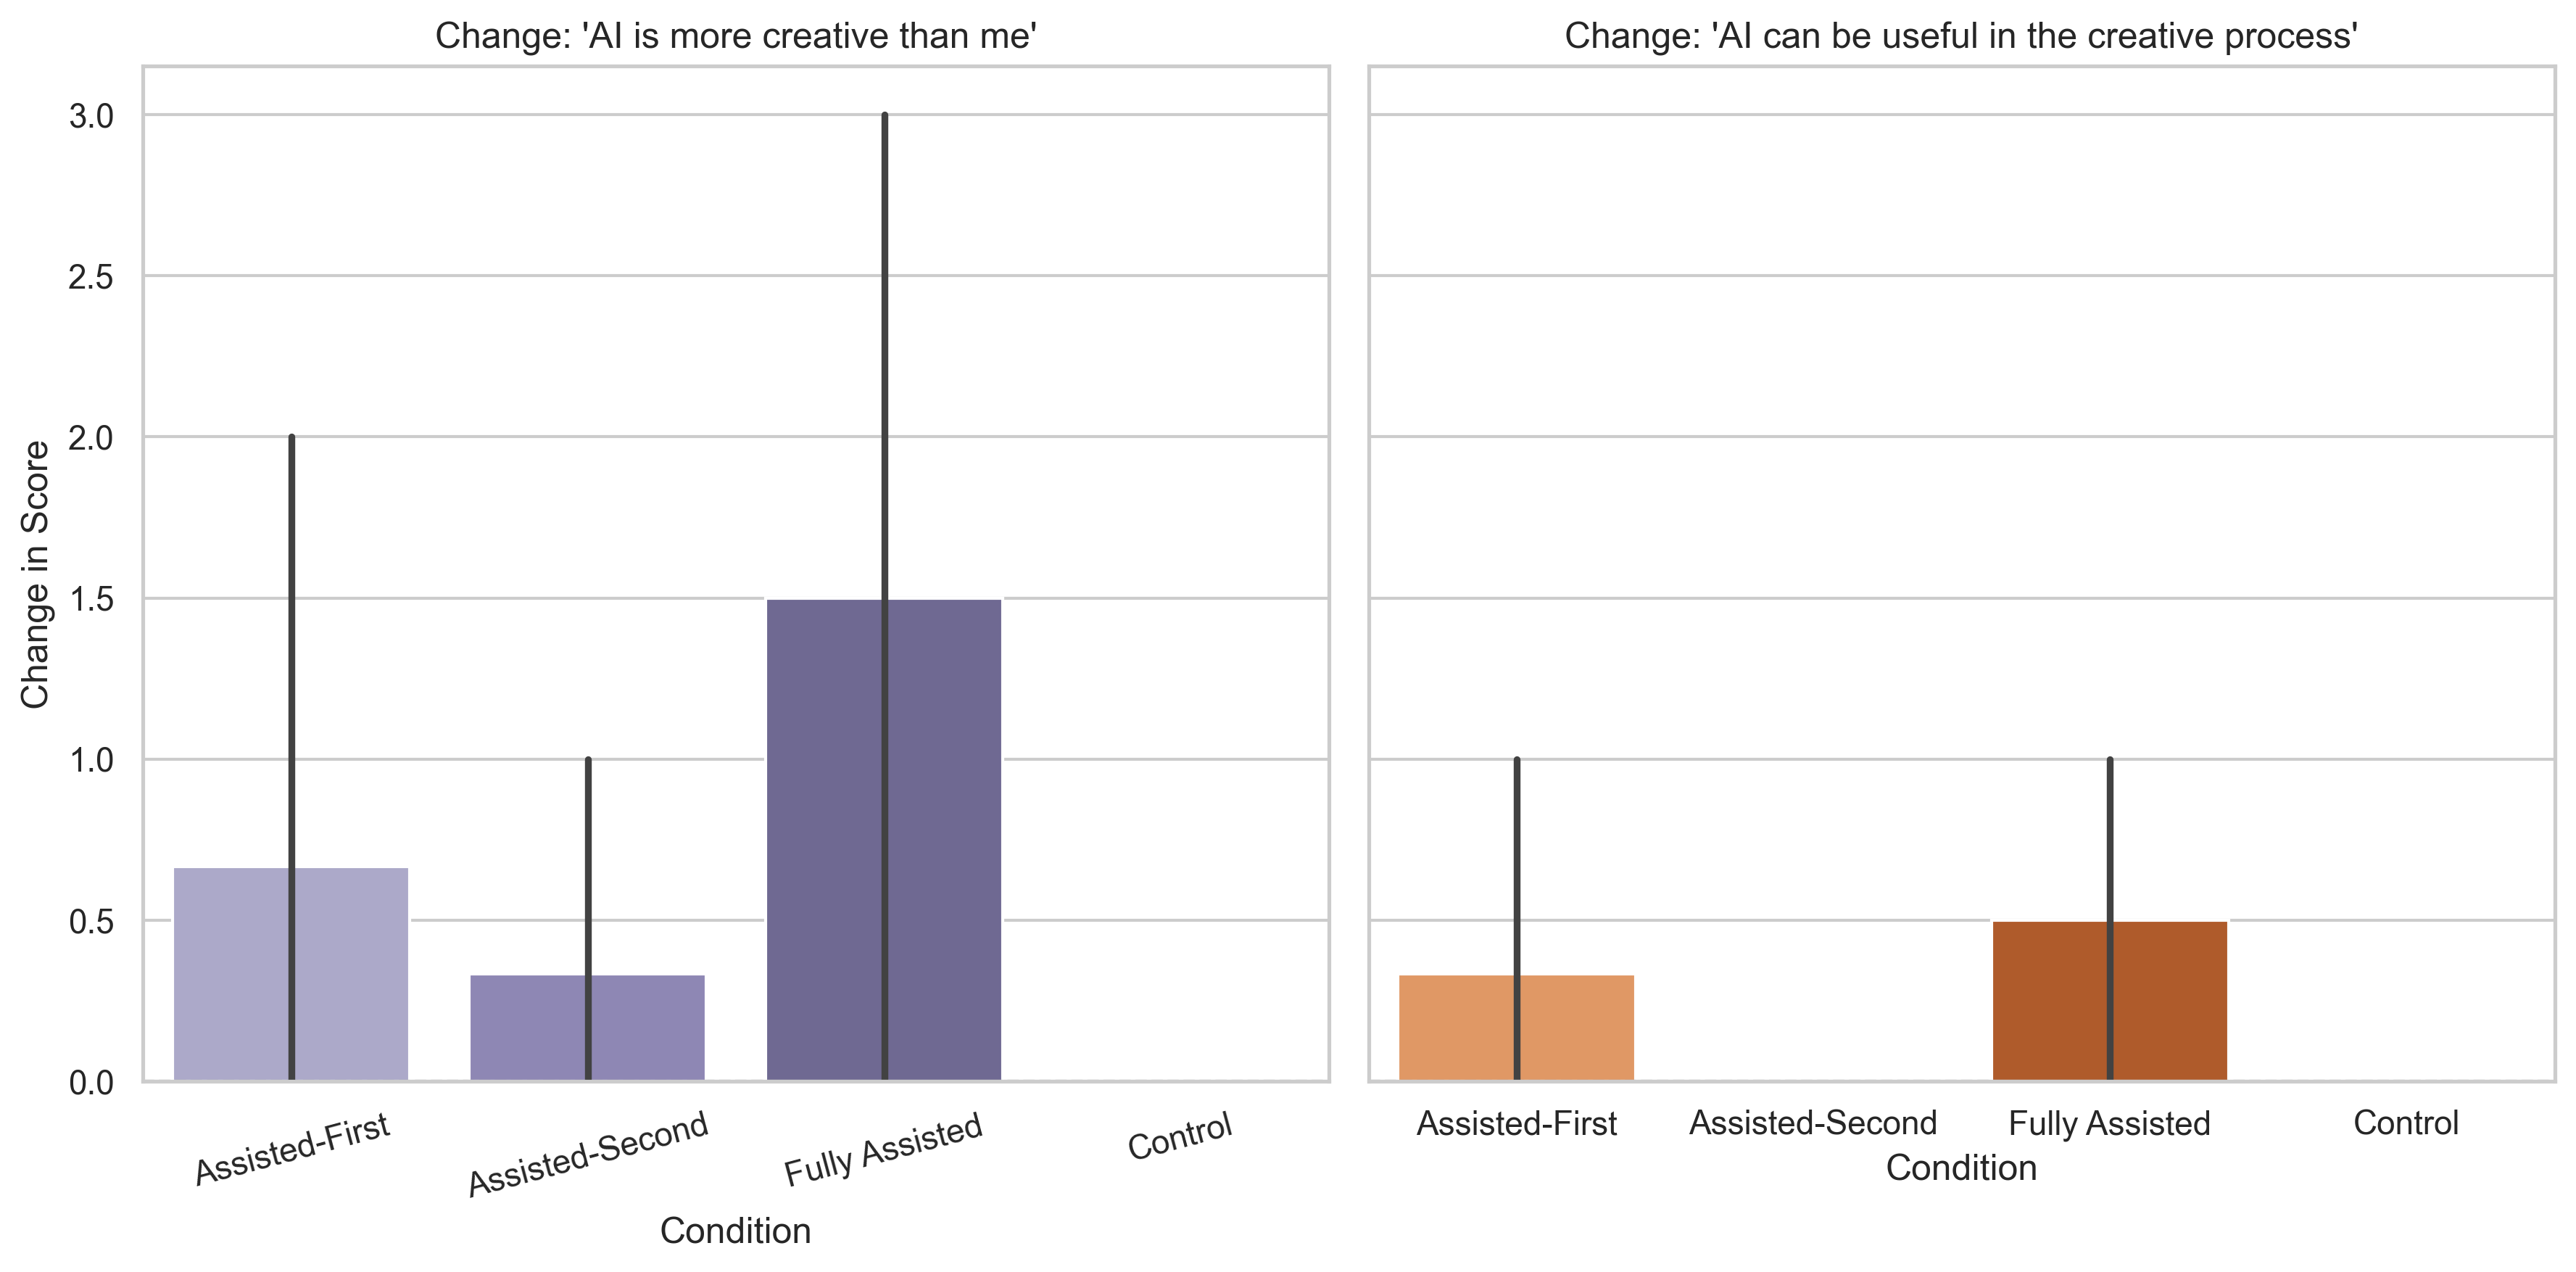 Change: 'AI is more creative than me'
Change in Score
3.0
2.5
2.0
1.5
1.0
0.5
0.0
Assisted-First
Assisted-Second
Fully Assisted
Control
Condition
Change: 'AI can be useful in the creative process'
Assisted-First
Assisted-Second
Fully Assisted
Control
Condition